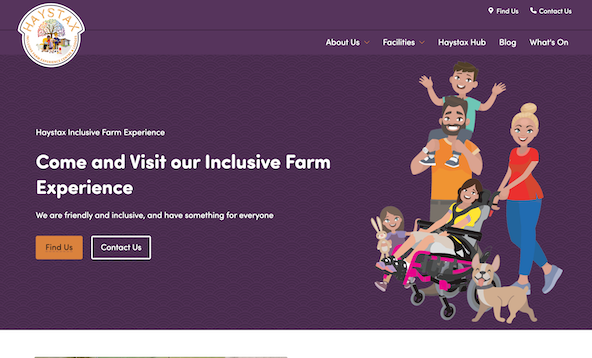 HAYSTAX
Find Us
Contact Us
About Us
Facilities
Haystax Hub
Blog
What's On
Haystax Inclusive Farm Experience
Come and Visit our Inclusive Farm
Experience
We are friendly and inclusive, and have something for everyone
Find Us
Contact Us